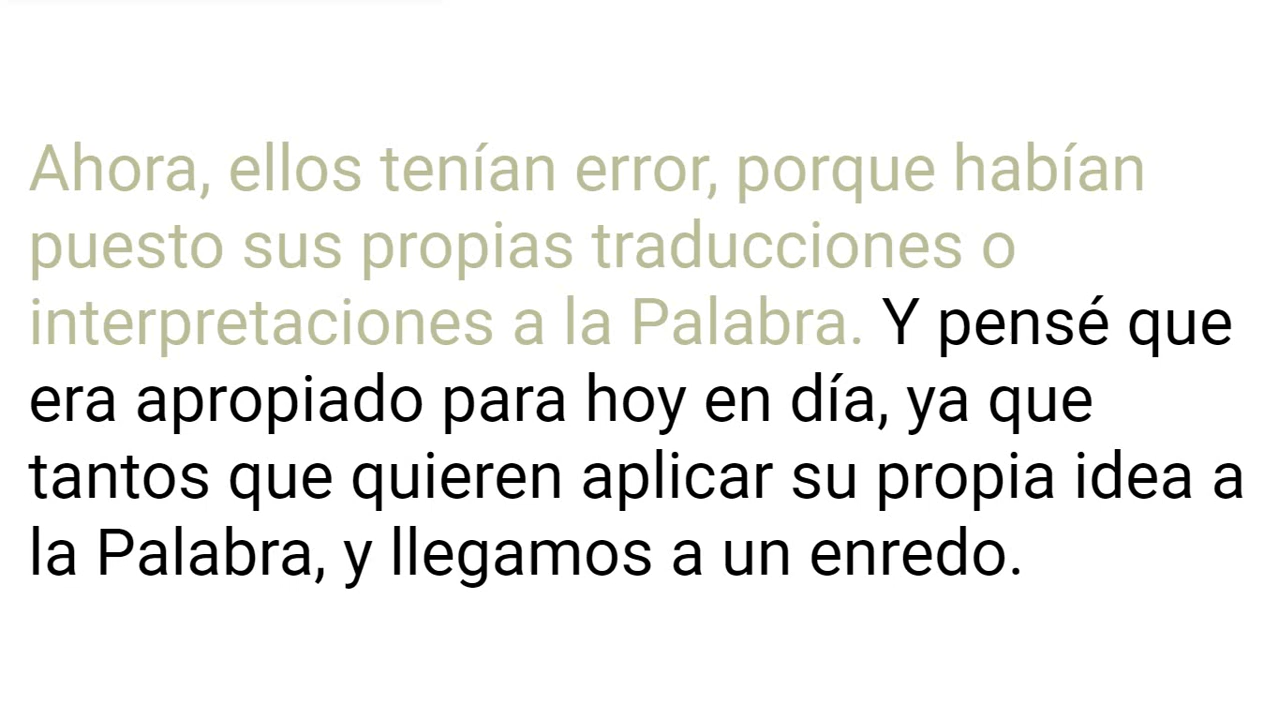 Ahora, ellos tenían error, porque habían
puesto sus propias traducciones o
interpretaciones a la Palabra. Y pensé que
era apropiado para hoy en día, ya que
tantos que quieren aplicar su propia idea a
la Palabra, y llegamos a un enredo.